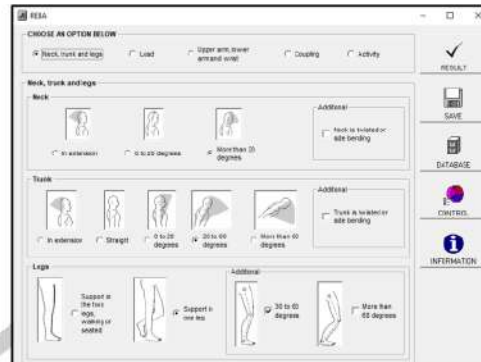 REBA
CHOOSE AN OPTION BELOW
Neck, trunk and legs
Load
Upper arm, lower
arm and wrist
Coupling
Activity
RESULT
SAVE
DATABASE
CONTROL
INFIRMATION
Neck, trunk and legs
Neck
In extension
0 to 20 degrees
More than 20
degrees
Additional
Neck is twisted or
side bending
Trunk
In extension
Straight
0 to 20
degrees
20 to 60
degrees
More than 60
degrees
Additional
Trunk is twisted or
side bending
Legs
Support in
the two
legs,
walking or
seated
Support in
one leg
Additional
30 to 60
degrees
More than
60 degrees